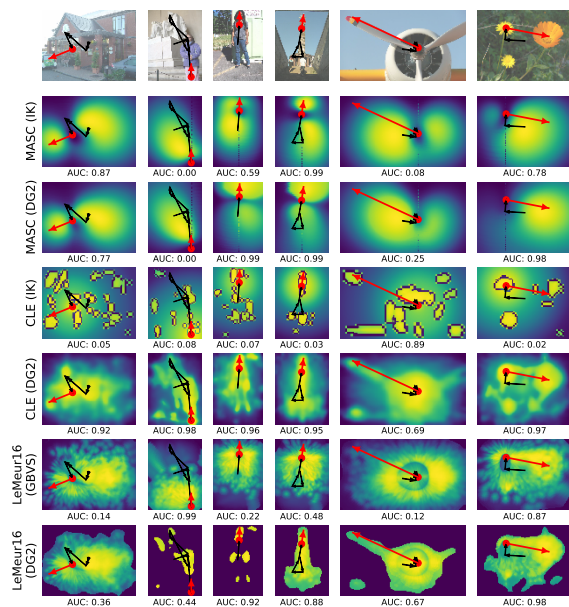 MASC (IK)
AUC: 0.87 AUC: 0.00 AUC: 0.59 AUC: 0.99 AUC: 0.08 AUC: 0.78
MASC (DG2)
AUC: 0.77 AUC: 0.00 AUC: 0.99 AUC: 0.99 AUC: 0.25 AUC: 0.98
CLE (IK)
AUC: 0.05 AUC: 0.08 AUC: 0.07 AUC: 0.03 AUC: 0.89 AUC: 0.02
CLE (DG2)
AUC: 0.92 AUC: 0.98 AUC: 0.96 AUC: 0.95 AUC: 0.69 AUC: 0.97
LeMeur16
(GBVS)
AUC: 0.14 AUC: 0.99 AUC: 0.22 AUC: 0.48 AUC: 0.12 AUC: 0.87
LeMeur16
(DG2)
AUC: 0.36 AUC: 0.44 AUC: 0.92 AUC: 0.88 AUC: 0.67 AUC: 0.98